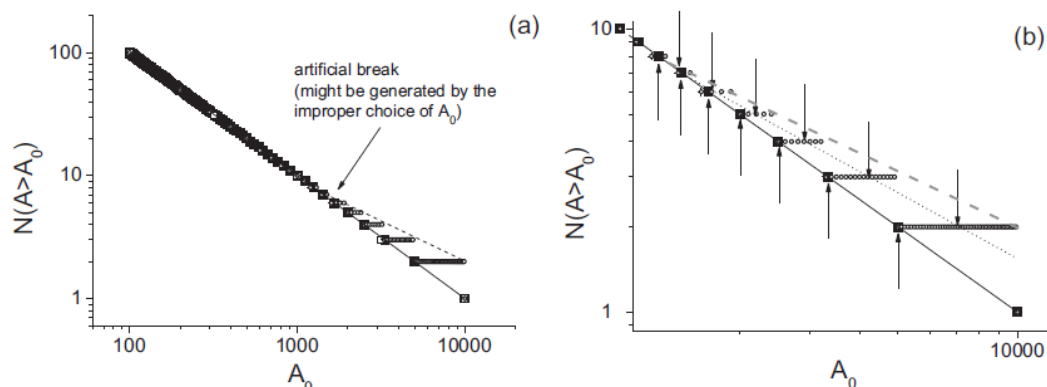 (a)
100
10
1
N(A>A₀)
artificial break
(might be generated by the
improper choice of A₀)
100
1000
10000
A₀
(b)
10
1
N(A>A₀)
10000
A₀